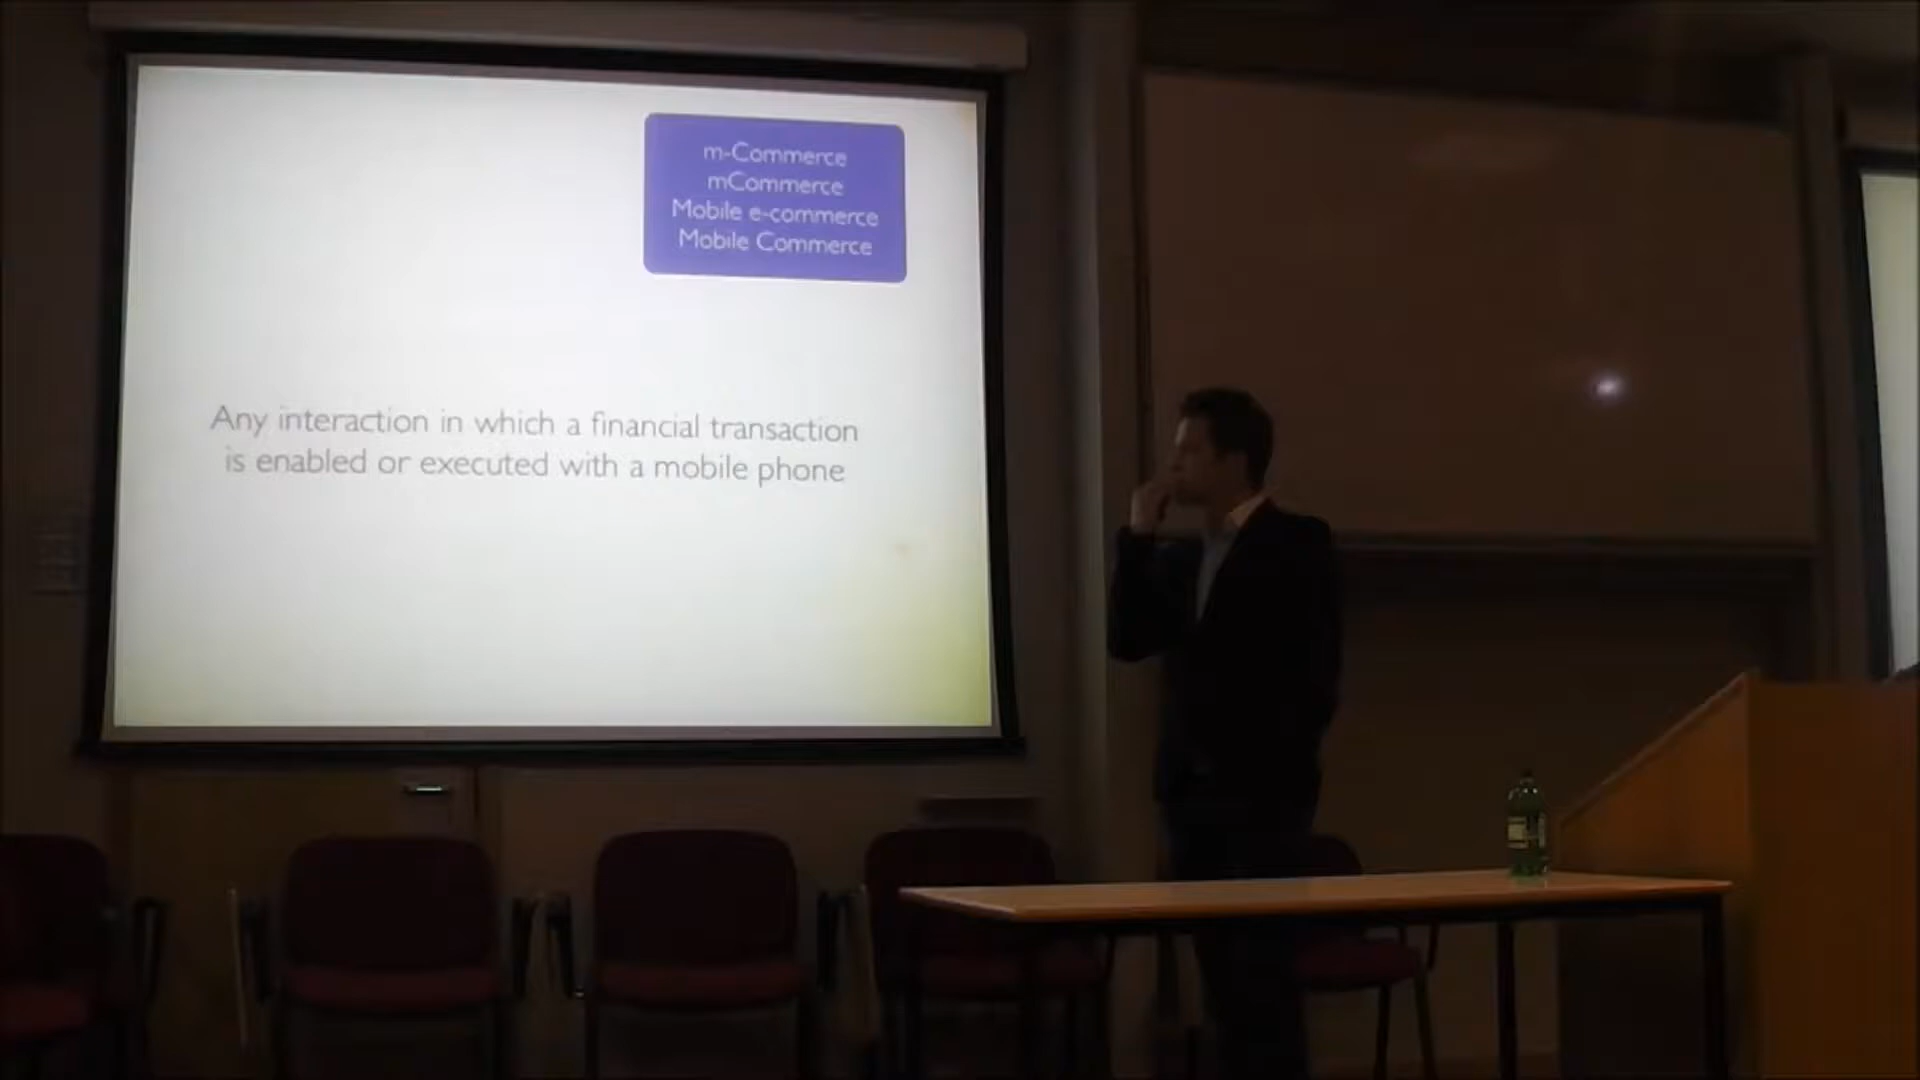 m-Commerce
mCommerce
Mobile e-commerce
Mobile Commerce
Any interaction in which a financial transaction
is enabled or executed with a mobile phone